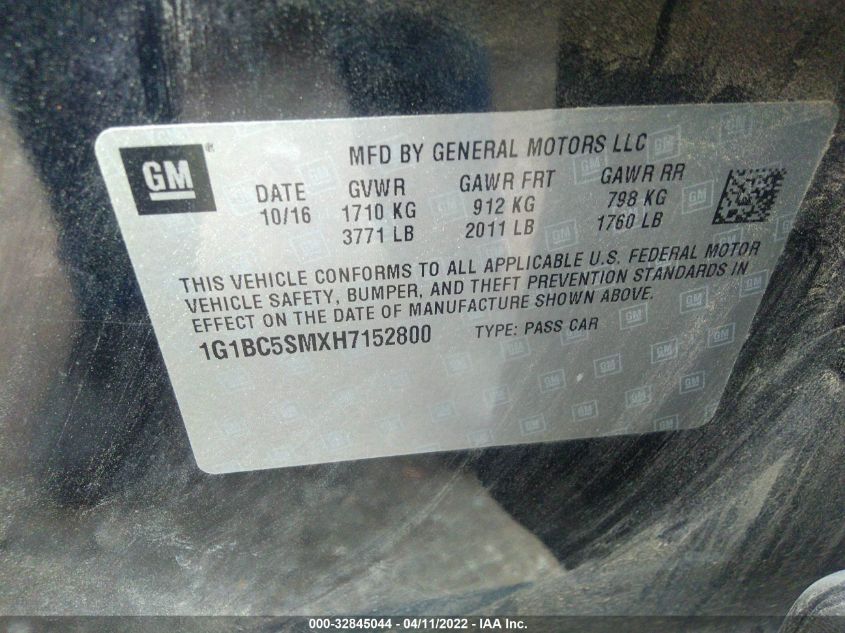 GM®
MFD BY GENERAL MOTORS LLC
DATE GVWR GAWR FRT GAWR RR
10/16 1710 KG 912 KG 798 KG
3771 LB 2011 LB 1760 LB
THIS VEHICLE CONFORMS TO ALL APPLICABLE U.S. FEDERAL MOTOR
VEHICLE SAFETY, BUMPER, AND THEFT PREVENTION STANDARDS IN
EFFECT ON THE DATE OF MANUFACTURE SHOWN ABOVE.
1G1BC5SMXH7152800 TYPE: PASS CAR
000-32845044 - 04/11/2022 - IAA Inc.